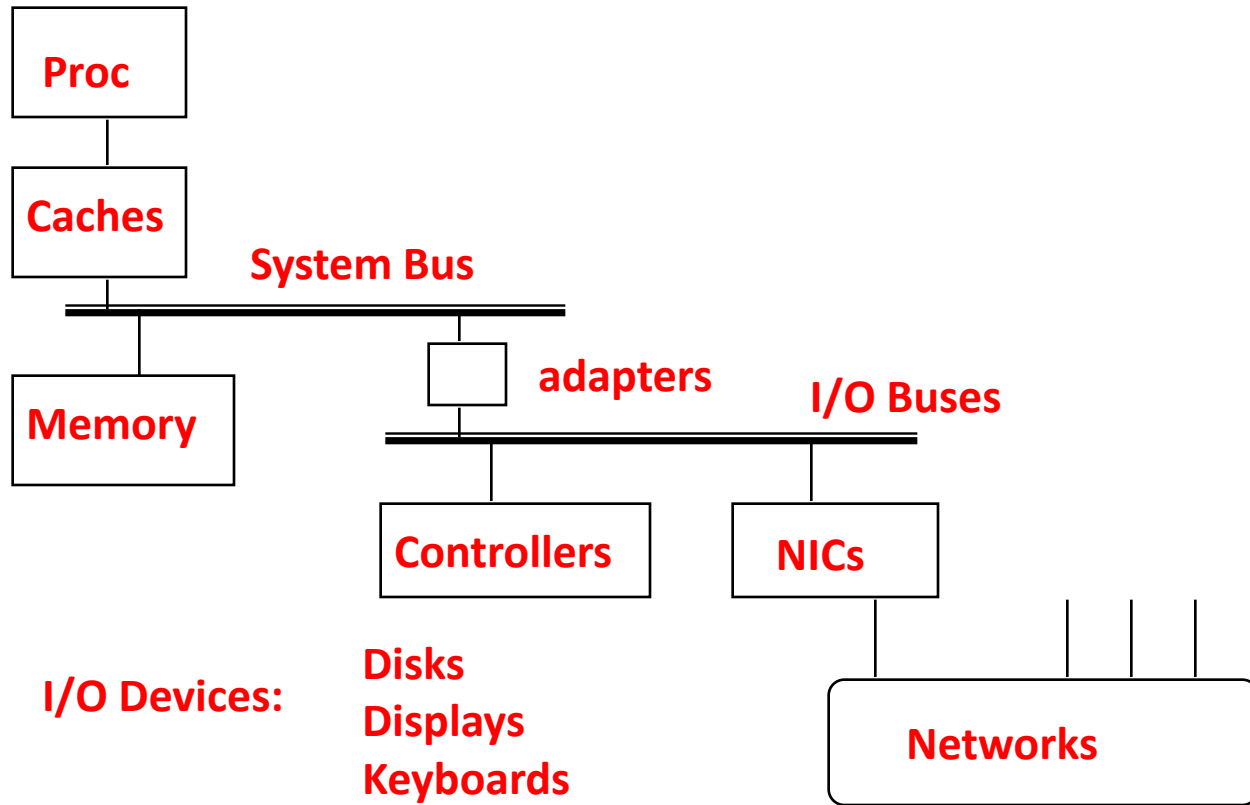 Proc
Caches
System Bus
adapters
I/O Buses
Memory
Controllers
NICs
I/O Devices:
Disks
Displays
Keyboards
Networks